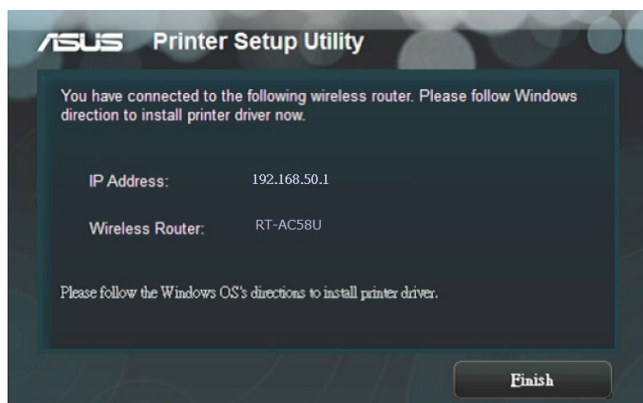 ASUS Printer Setup Utility
You have connected to the following wireless router. Please follow Windows
direction to install printer driver now.
IP Address: 192.168.50.1
Wireless Router: RT-AC58U
Please follow the Windows OS's directions to install printer driver.
Finish